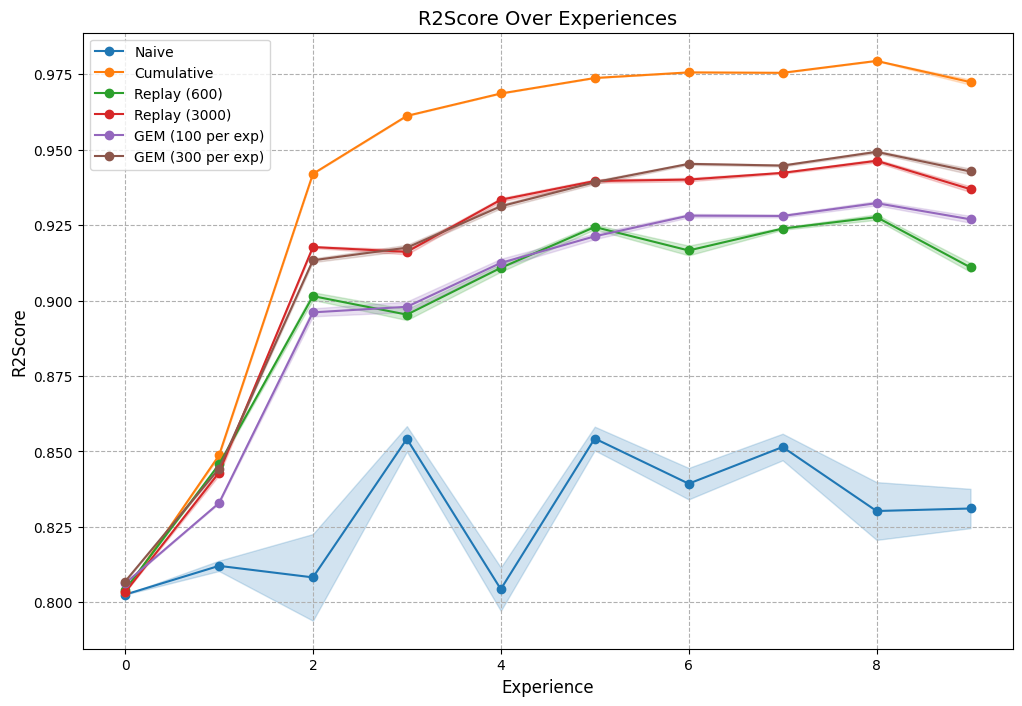 R2Score Over Experiences
Naive
Cumulative
Replay (600)
Replay (3000)
GEM (100 per exp)
GEM (300 per exp)
R2Score
0.975
0.950
0.925
0.900
0.875
0.850
0.825
0.800
0 2 4 6 8
Experience